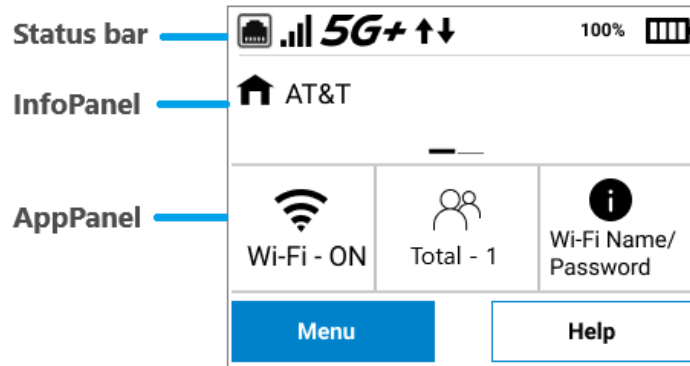 Status bar
5G+
100%
InfoPanel
AT&T
AppPanel
Wi-Fi - ON
Total - 1
Wi-Fi Name/
Password
Menu
Help